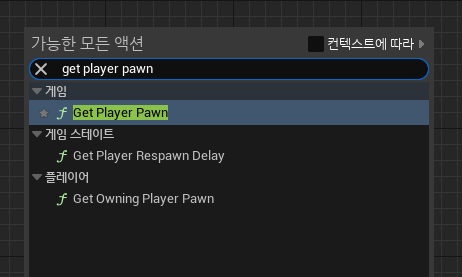 가능한 모든 액션
컨텍스트에 따라
get player pawn
게임
Get Player Pawn
게임 스테이트
Get Player Respawn Delay
플레이어
Get Owning Player Pawn